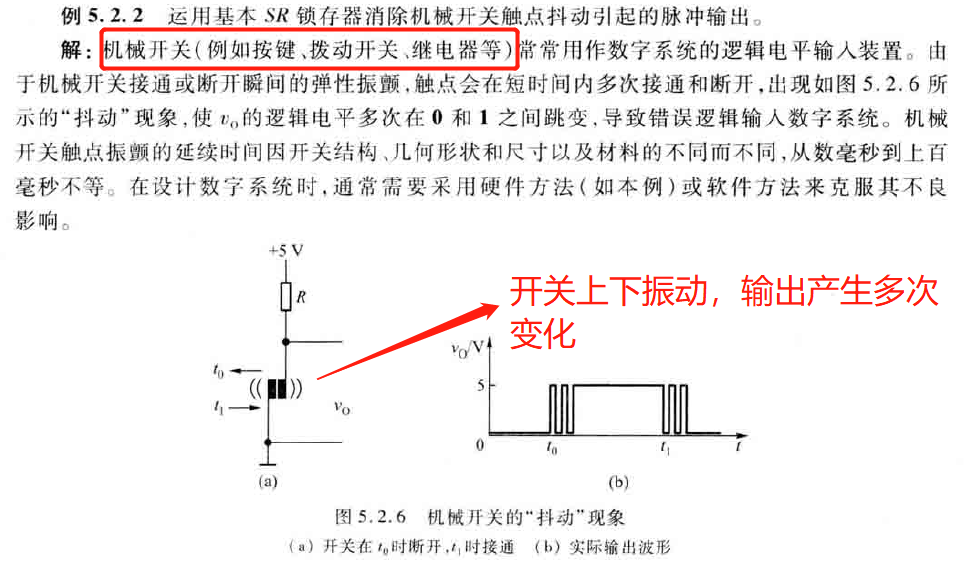 例 5.2.2 运用基本 SR 锁存器消除机械开关触点抖动引起的脉冲输出。
解：机械开关(例如按键、拨动开关、继电器等)常常用作数字系统的逻辑电平输入装置。由
于机械开关接通或断开瞬间的弹性振颤,触点会在短时间内多次接通和断开,出现如图 5.2.6 所
示的“抖动”现象,使 vO的逻辑电平多次在 0 和 1 之间跳变,导致错误逻辑输入数字系统。机械
开关触点振颤的延续时间因开关结构、几何形状和尺寸以及材料的不同而不同,从数毫秒到上百
毫秒不等。在设计数字系统时,通常需要采用硬件方法(如本例)或软件方法来克服其不良
影响。
+5 V
R
t0
t1
vO
(a)
开关上下振动，输出产生多次
变化
vO/V
5
0
t0
t1
t
(b)
图 5.2.6 机械开关的“抖动”现象
(a) 开关在 t0时断开,t1时接通 (b) 实际输出波形